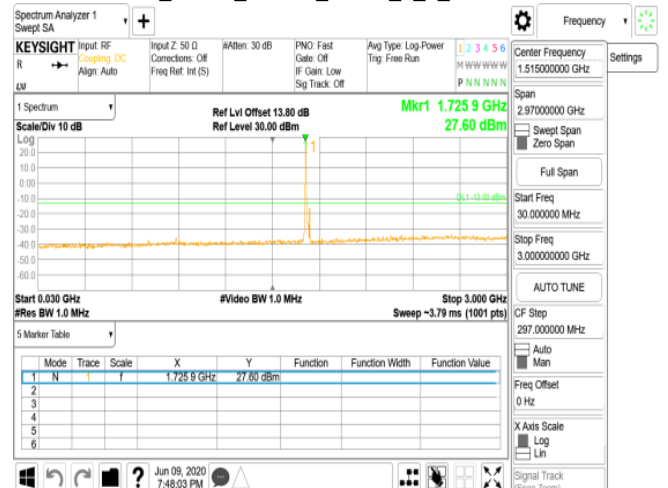 Spectrum Analyzer 1
Swept SA
Frequency
KEYSIGHT
R
LXI
Input: RF
Coupling: DC
Align: Auto
Input Z: 50 Ω
Corrections: Off
Freq Ref: Int (S)
#Atten: 30 dB
PNO: Fast
Gate: Off
IF Gain: Low
Sig Track: Off
Avg Type: Log-Power
Trig: Free Run
1 2 3 4 5 6
M W W W W W
P N N N N N
Center Frequency
1.515000000 GHz
Settings
Span
2.97000000 GHz
Swept Span
Zero Span
Full Span
Start Freq
30.000000 MHz
Stop Freq
3.000000000 GHz
AUTO TUNE
CF Step
297.000000 MHz
Auto
Man
Freq Offset
0 Hz
X Axis Scale
Log
Lin
Signal Track
(Span Zoom)
1 Spectrum
Scale/Div 10 dB
Log
Ref Lvl Offset 13.80 dB
Ref Level 30.00 dBm
Mkr1 1.725 9 GHz
27.60 dBm
1
20.0
10.0
0.00
-10.0
DL1 -13.00 dBm
-20.0
-30.0
-40.0
-50.0
-60.0
Start 0.030 GHz
#Res BW 1.0 MHz
#Video BW 1.0 MHz
Stop 3.000 GHz
Sweep ~3.79 ms (1001 pts)
5 Marker Table
Mode Trace Scale X Y Function Function Width Function Value
1 N 1 f 1.725 9 GHz 27.60 dBm
2
3
4
5
6
Jun 09, 2020
7:48:03 PM